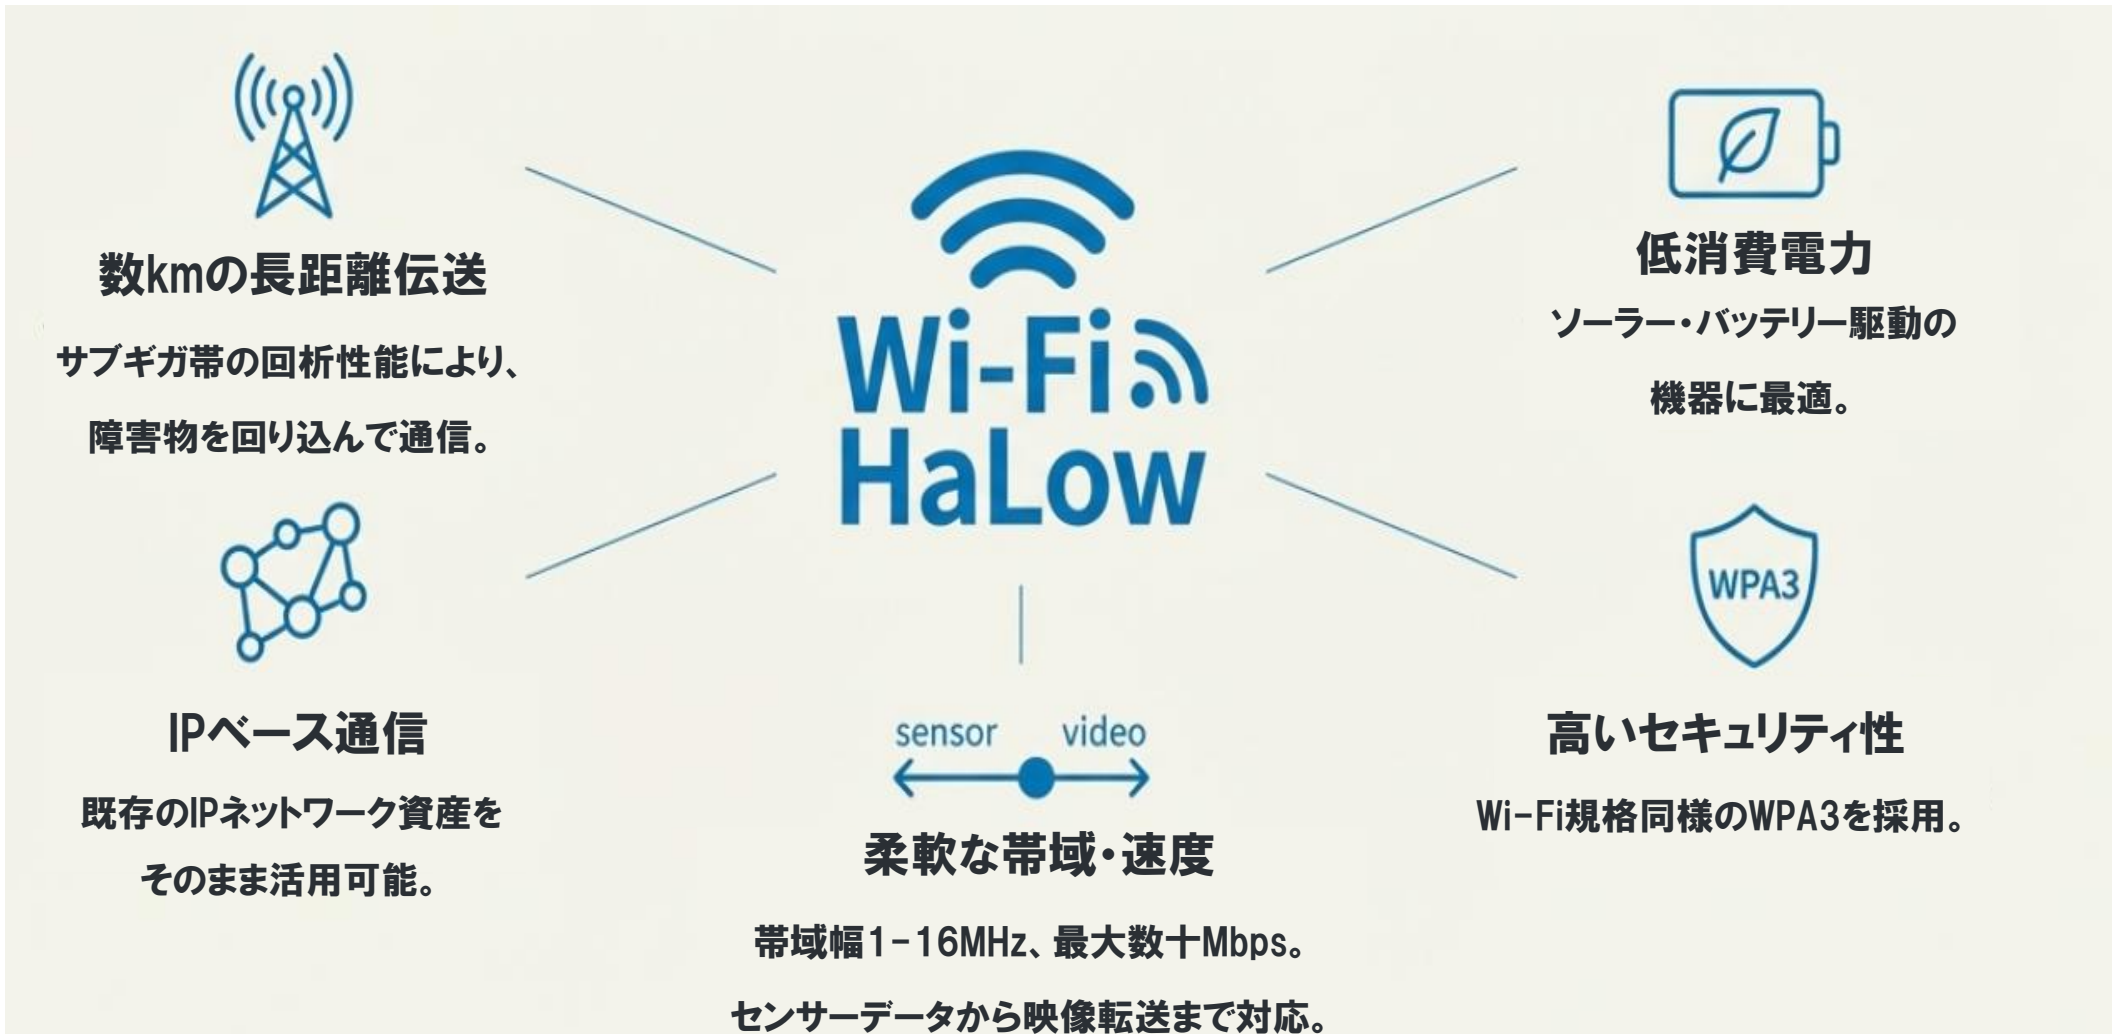 数kmの長距離伝送
サブギガ帯の回析性能により、
障害物を回り込んで通信。
Wi-Fi
HaLow
低消費電力
ソーラー・バッテリー駆動の
機器に最適。
IPベース通信
既存のIPネットワーク資産を
そのまま活用可能。
sensor video
柔軟な帯域・速度
帯域幅1-16MHz、最大数十Mbps。
センサーデータから映像転送まで対応。
WPA3
高いセキュリティ性
Wi-Fi規格同様のWPA3を採用。